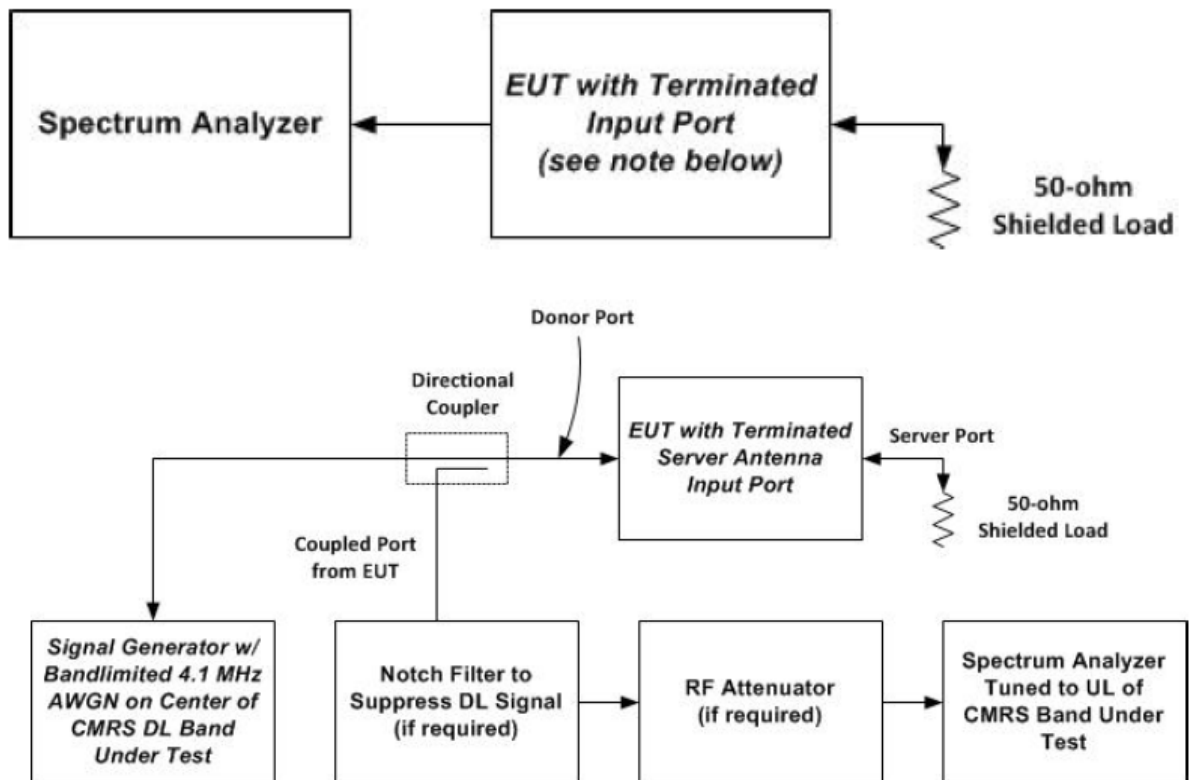 Spectrum Analyzer
EUT with Terminated
Input Port
(see note below)
50-ohm
Shielded Load
Donor Port
Directional
Coupler
EUT with Terminated
Server Antenna
Input Port
Server Port
50-ohm
Shielded Load
Coupled Port
from EUT
Signal Generator w/
Bandlimited 4.1 MHz
AWGN on Center of
CMRS DL Band
Under Test
Notch Filter to
Suppress DL Signal
(if required)
RF Attenuator
(if required)
Spectrum Analyzer
Tuned to UL of
CMRS Band Under
Test